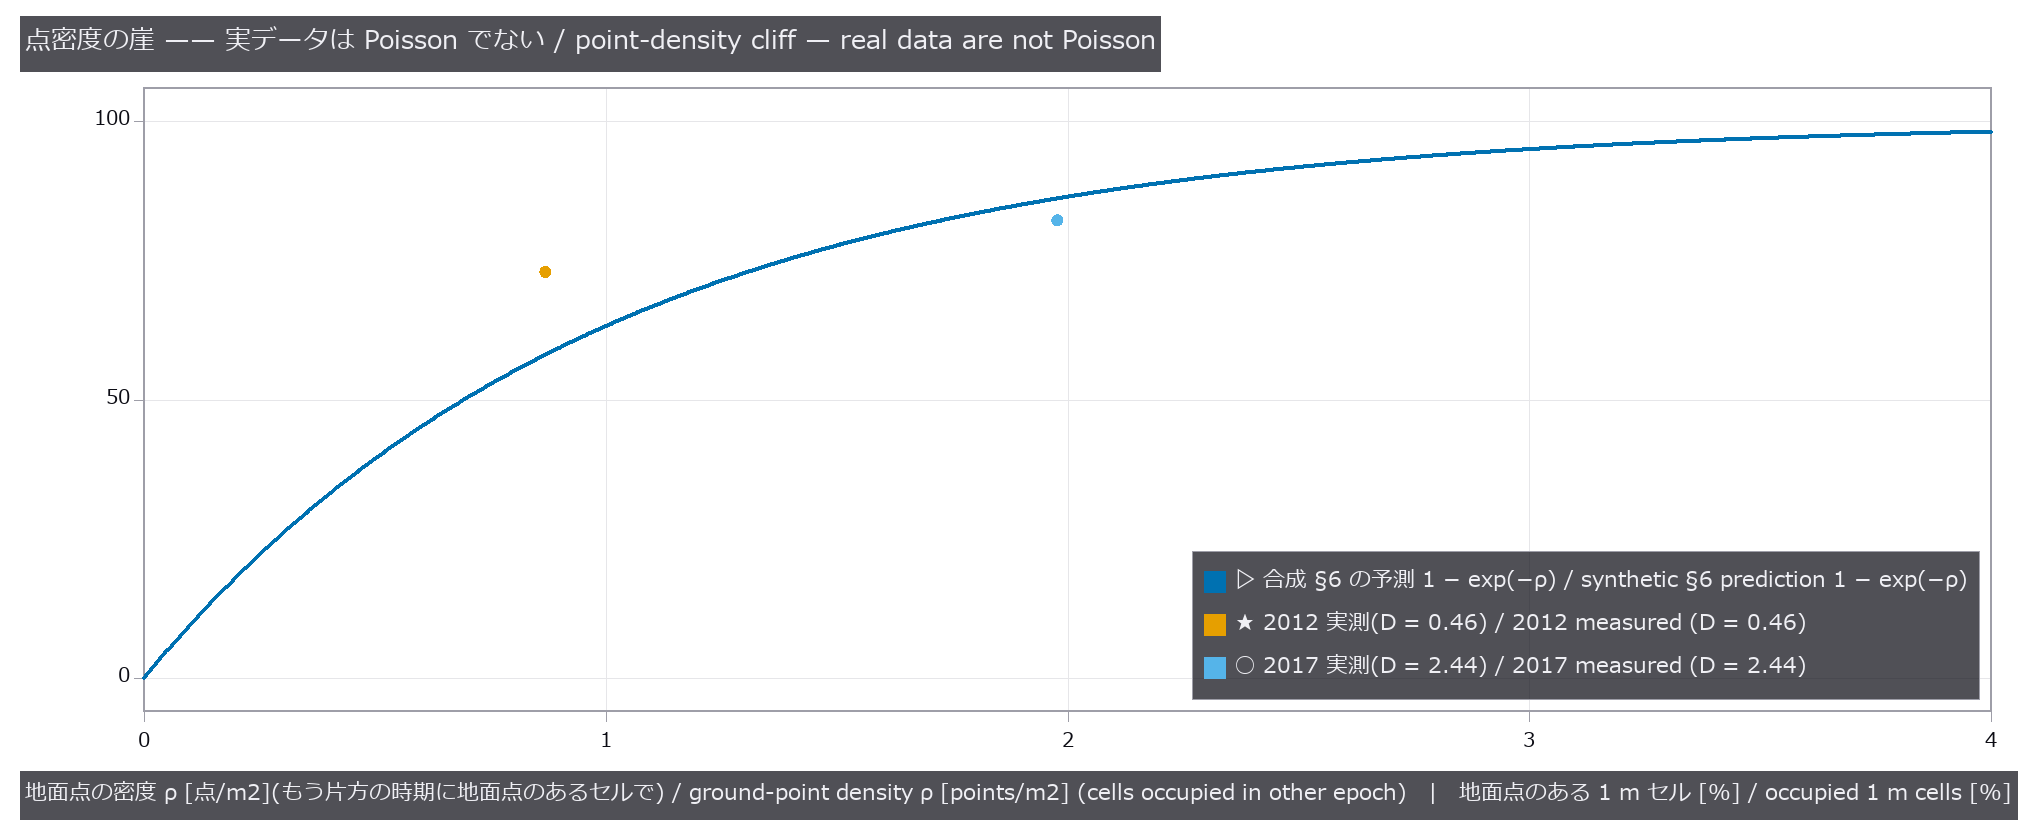 点密度の崖 —— 実データは Poisson でない / point-density cliff — real data are not Poisson
100
50
0
0 1 2 3 4
▷ 合成 §6 の予測 1 − exp(−ρ) / synthetic §6 prediction 1 − exp(−ρ)
★ 2012 実測(D = 0.46) / 2012 measured (D = 0.46)
○ 2017 実測(D = 2.44) / 2017 measured (D = 2.44)
地面点の密度 ρ [点/m2](もう片方の時期に地面点のあるセルで) / ground-point density ρ [points/m2] (cells occupied in other epoch) | 地面点のある 1 m セル [%] / occupied 1 m cells [%]